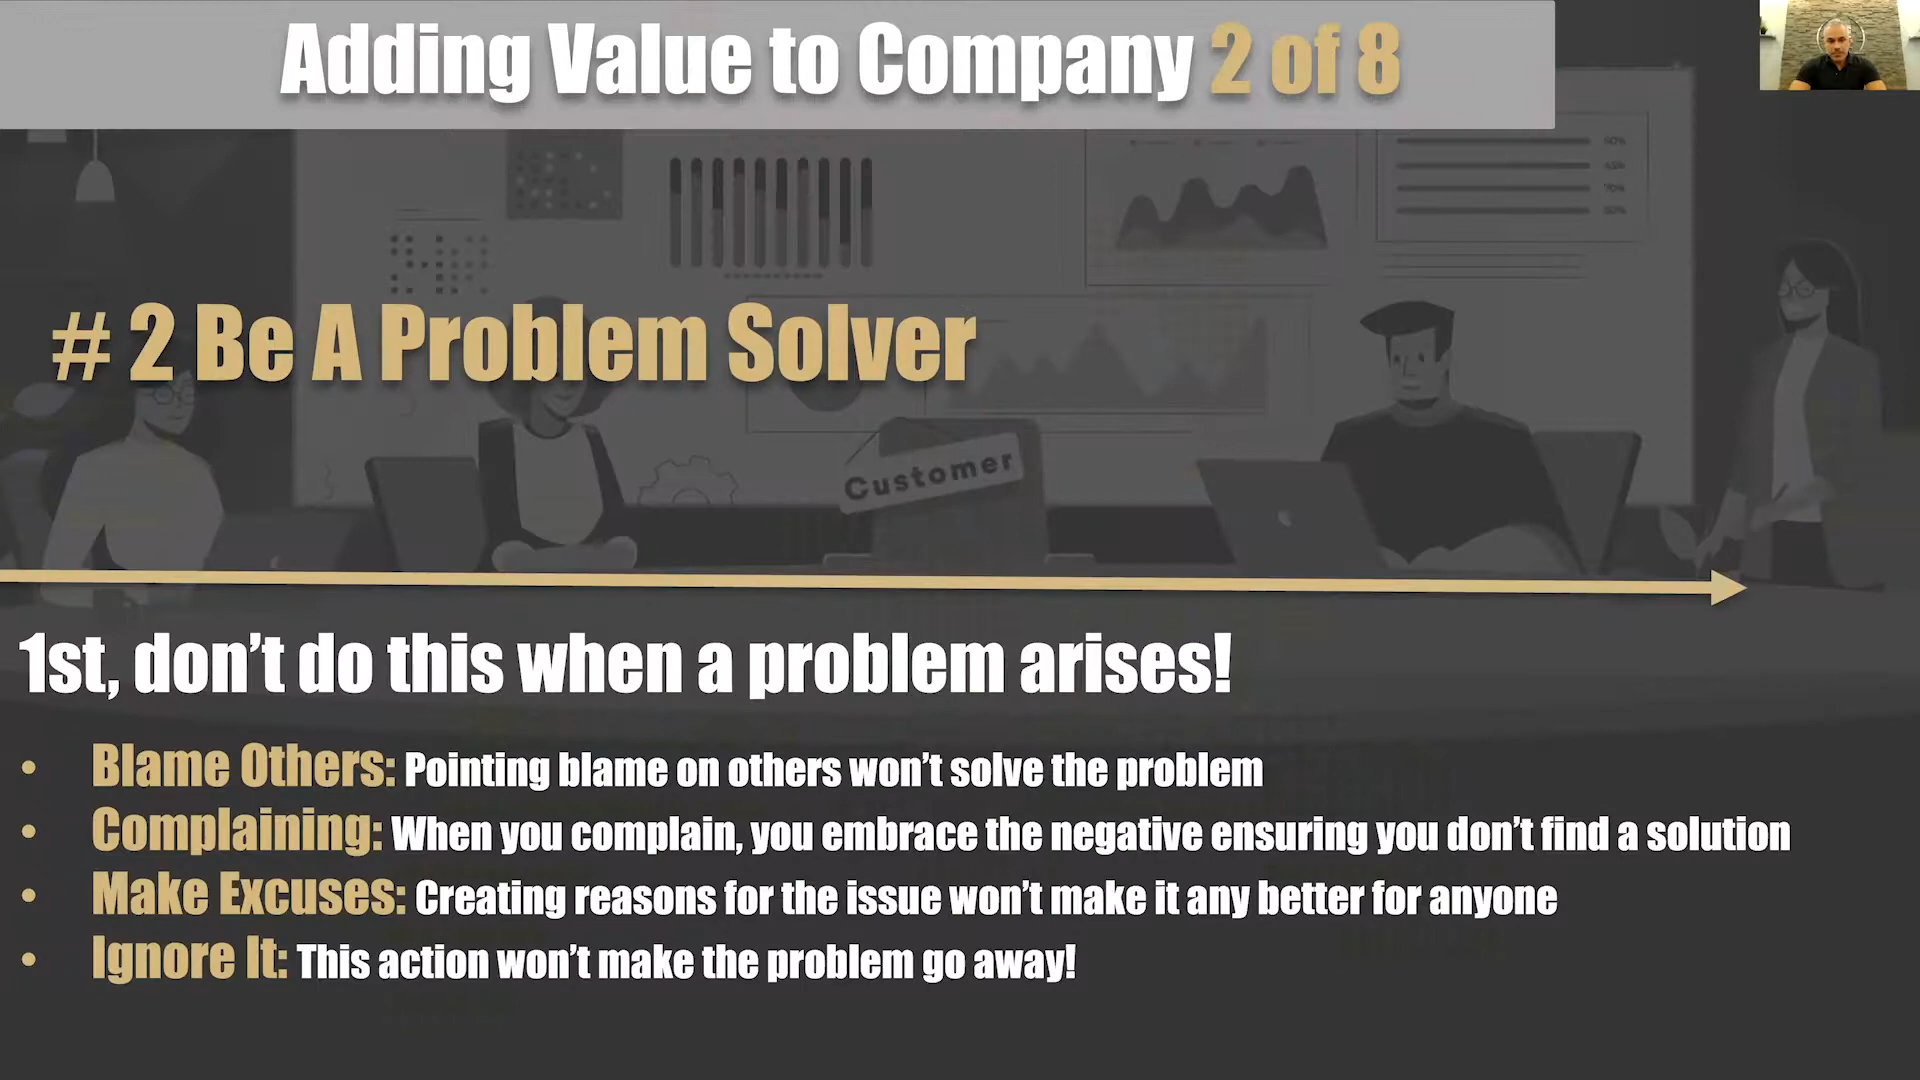 Adding Value to Company 2 of 8
90%
# 2 Be A Problem Solver
Customer
1st, don't do this when a problem arises!
• Blame Others: Pointing blame on others won't solve the problem
• Complaining: When you complain, you embrace the negative ensuring you don't find a solution
• Make Excuses: Creating reasons for the issue won't make it any better for anyone
• Ignore It: This action won't make the problem go away!